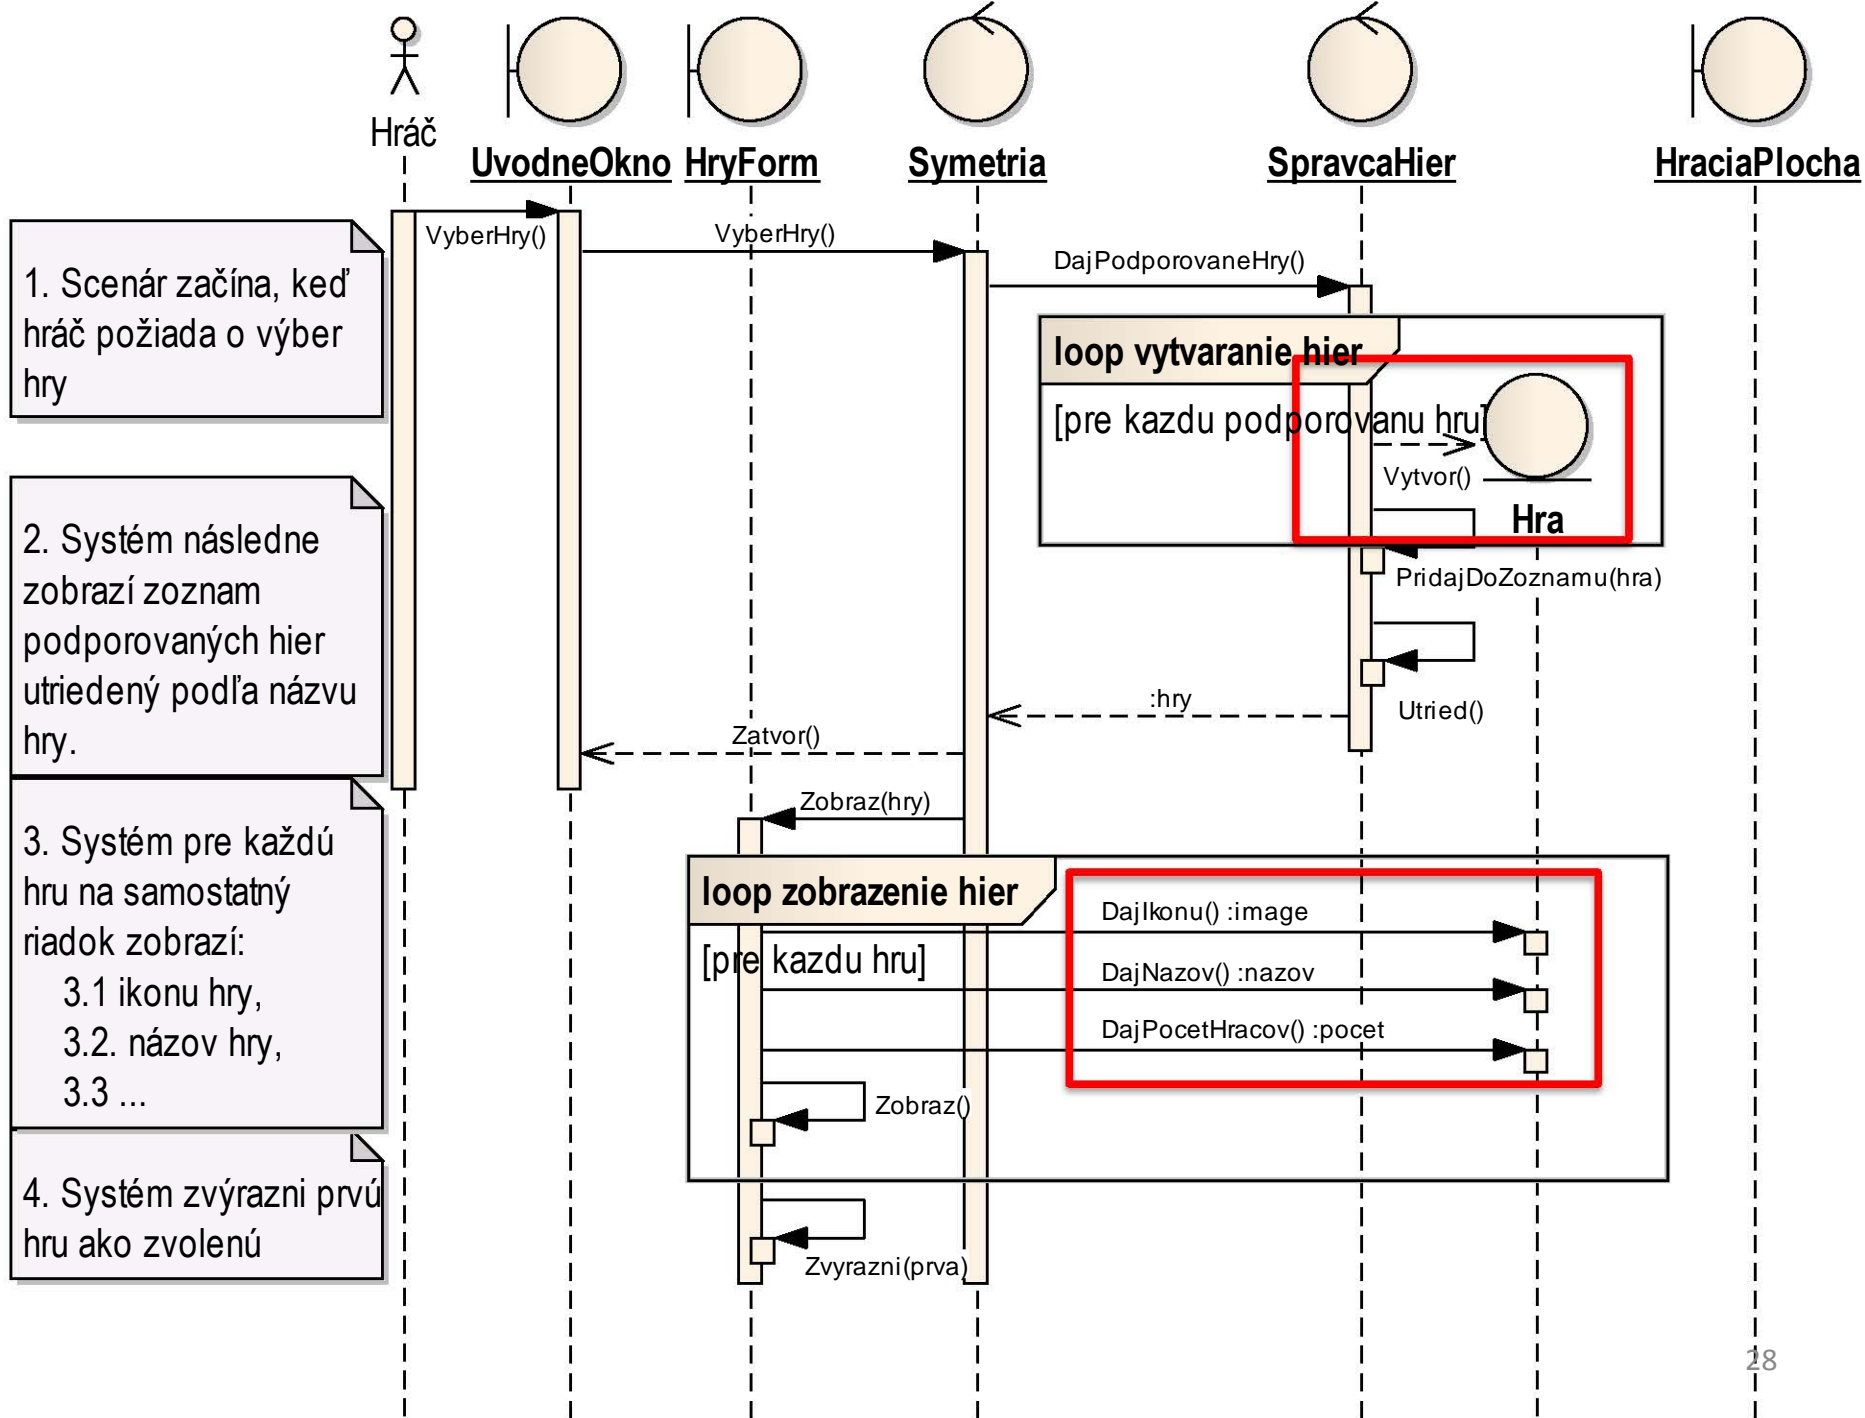 Hráč
UvodneOkno
HryForm
Symetria
SpravcaHier
HraciaPlocha
1. Scenár začína, keď
hráč požiada o výber
hry
2. Systém následne
zobrazí zoznam
podporovaných hier
utriedený podľa názvu
hry.
3. Systém pre každú
hru na samostatný
riadok zobrazí:
3.1 ikonu hry,
3.2. názov hry,
3.3 ...
4. Systém zvýrazni prvú
hru ako zvolenú
VyberHry()
VyberHry()
DajPodporovaneHry()
loop vytvaranie hier
[pre kazdu podporovanu hru]
Vytvor()
Hra
PridajDoZoznamu(hra)
Utried()
:hry
Zatvor()
Zobraz(hry)
loop zobrazenie hier
[pre kazdu hru]
DajIkonu() :image
DajNazov() :nazov
DajPocetHracov() :pocet
Zobraz()
Zvyrazni(prva)
28